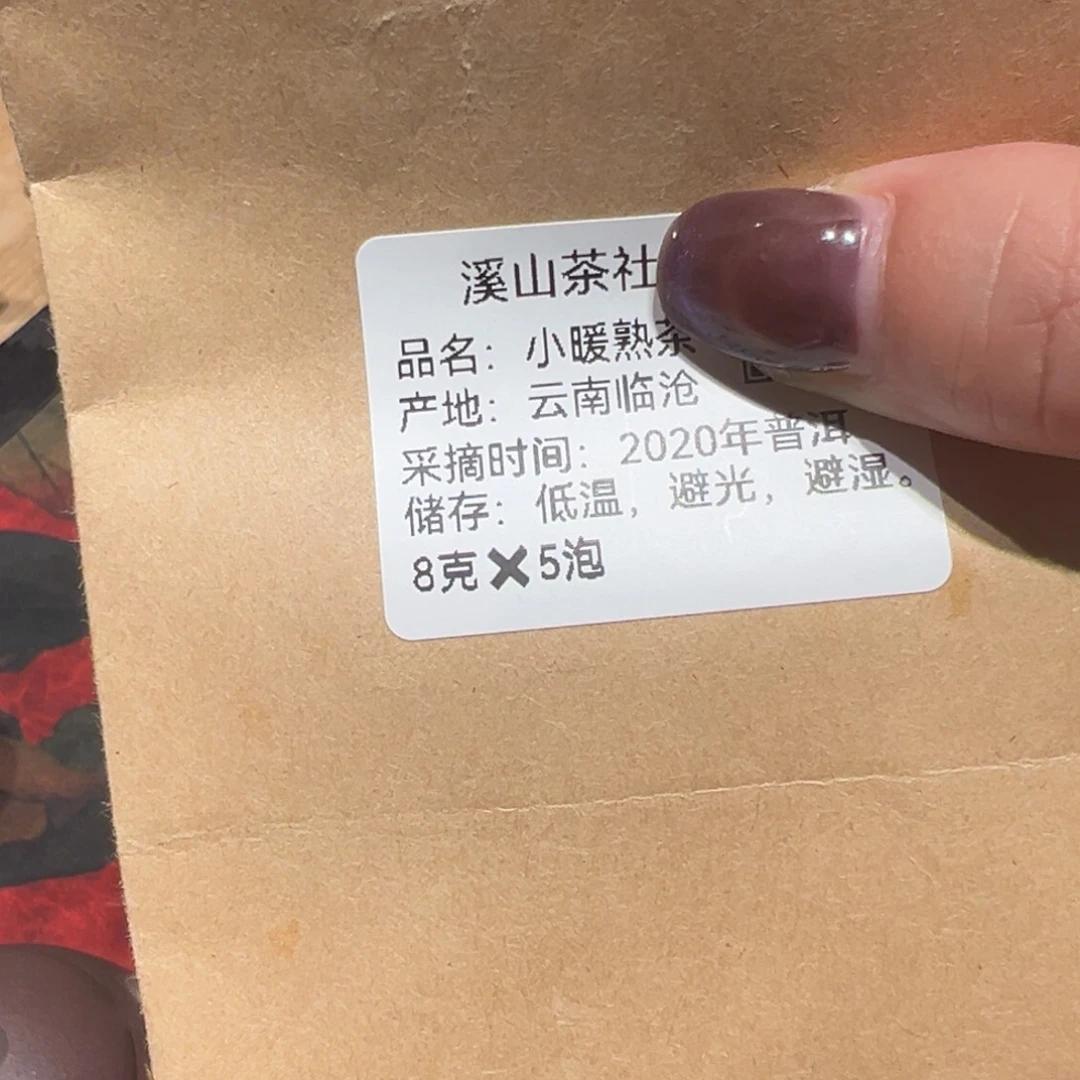 溪山茶社
品名：小暖熟茶
产地：云南临沧
采摘时间：2020年普洱
储存：低温，避光，避湿。
8克✖5泡